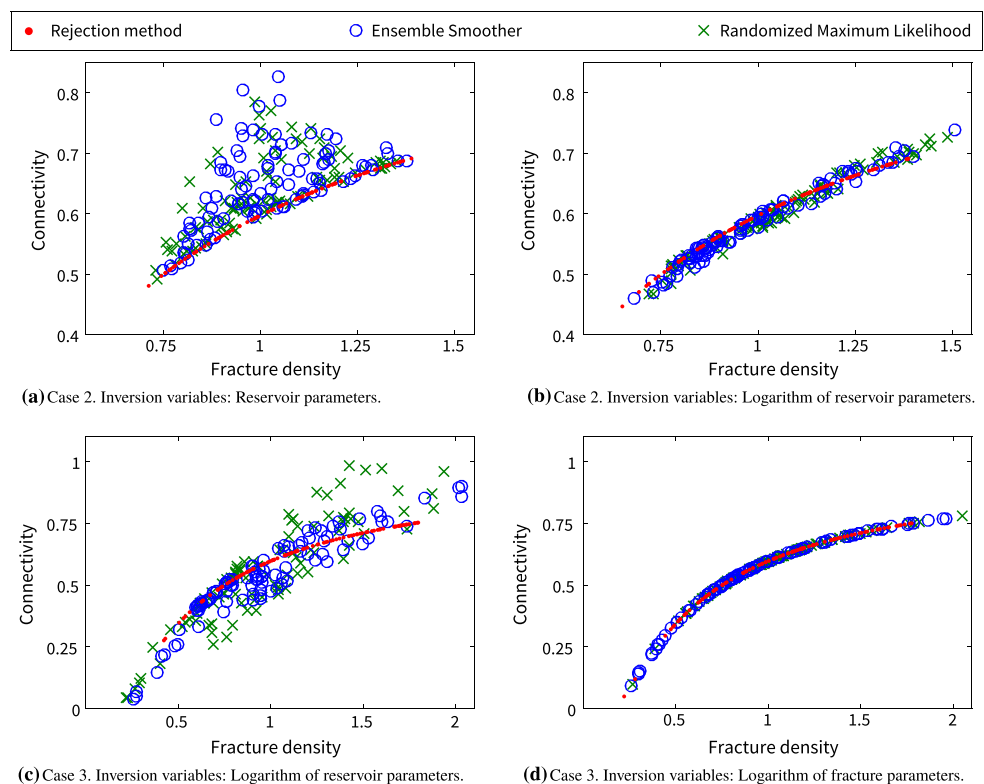 Rejection method Ensemble Smoother Randomized Maximum Likelihood
0.8
0.7
0.6
0.5
0.4
Connectivity
0.75 1 1.25 1.5
Fracture density
(a) Case 2. Inversion variables: Reservoir parameters.
0.8
0.7
0.6
0.5
0.4
Connectivity
0.75 1 1.25 1.5
Fracture density
(b) Case 2. Inversion variables: Logarithm of reservoir parameters.
1
0.75
0.5
0.25
0
Connectivity
0.5 1 1.5 2
Fracture density
(c) Case 3. Inversion variables: Logarithm of reservoir parameters.
1
0.75
0.5
0.25
0
Connectivity
0.5 1 1.5 2
Fracture density
(d) Case 3. Inversion variables: Logarithm of fracture parameters.